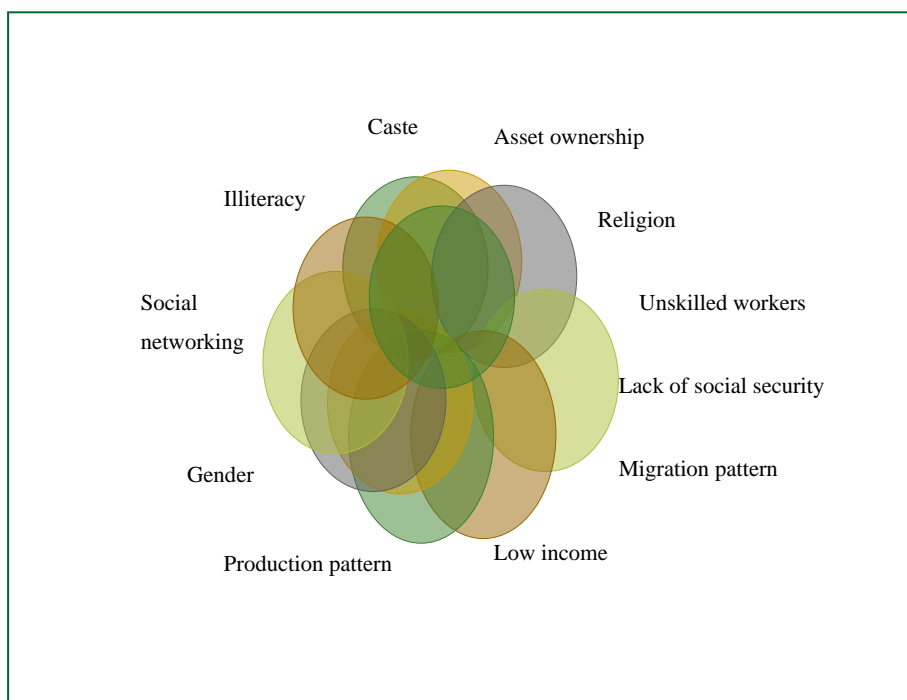 Caste
Asset ownership
Illiteracy
Religion
Social
networking
Unskilled workers
Lack of social security
Gender
Migration pattern
Production pattern
Low income